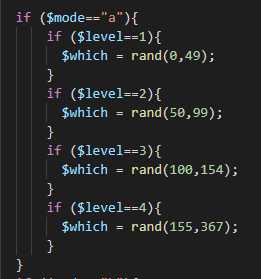 if ($mode=="a"){
if ($level==1){
$which = rand(0,49);
}
if ($level==2){
$which = rand(50,99);
}
if ($level==3){
$which = rand(100,154);
}
if ($level==4){
$which = rand(155,367);
}
}